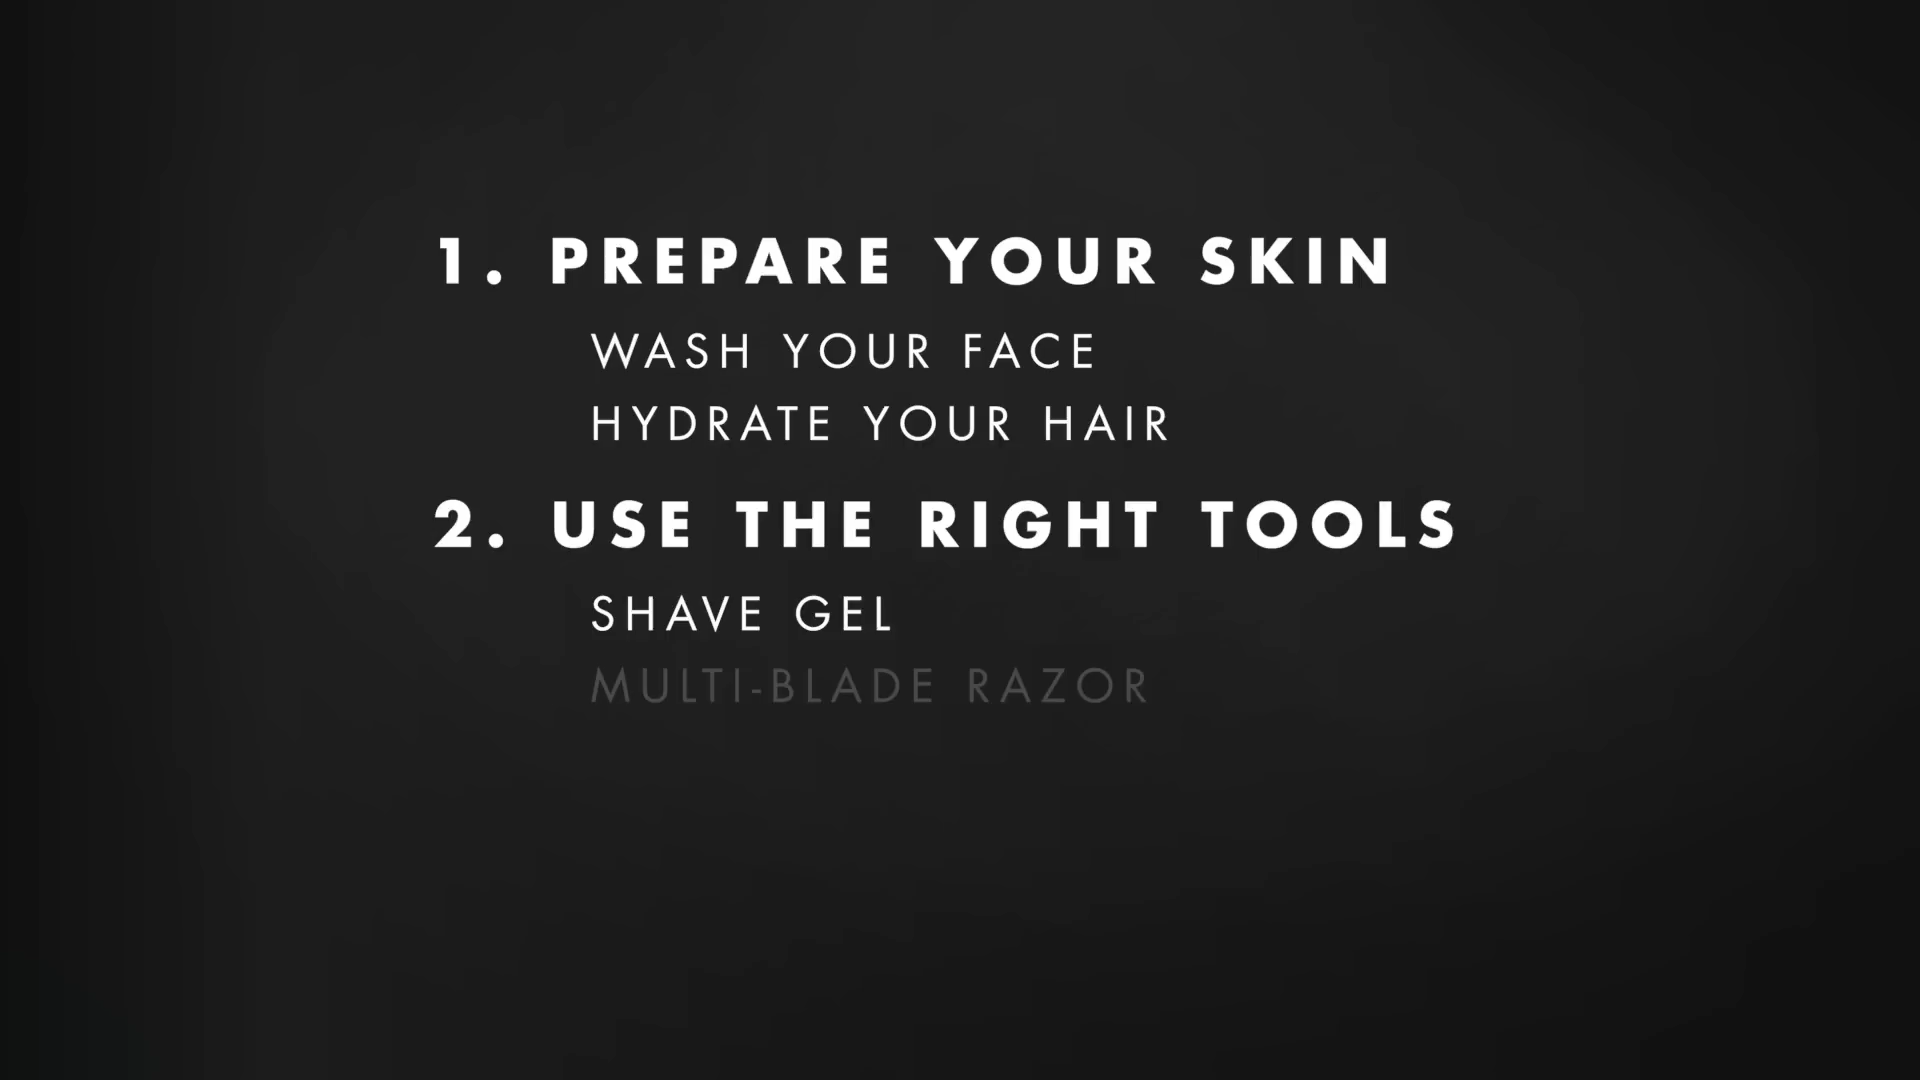 1. PREPARE YOUR SKIN
WASH YOUR FACE
HYDRATE YOUR HAIR
2. USE THE RIGHT TOOLS
SHAVE GEL
MULTI-BLADE RAZOR